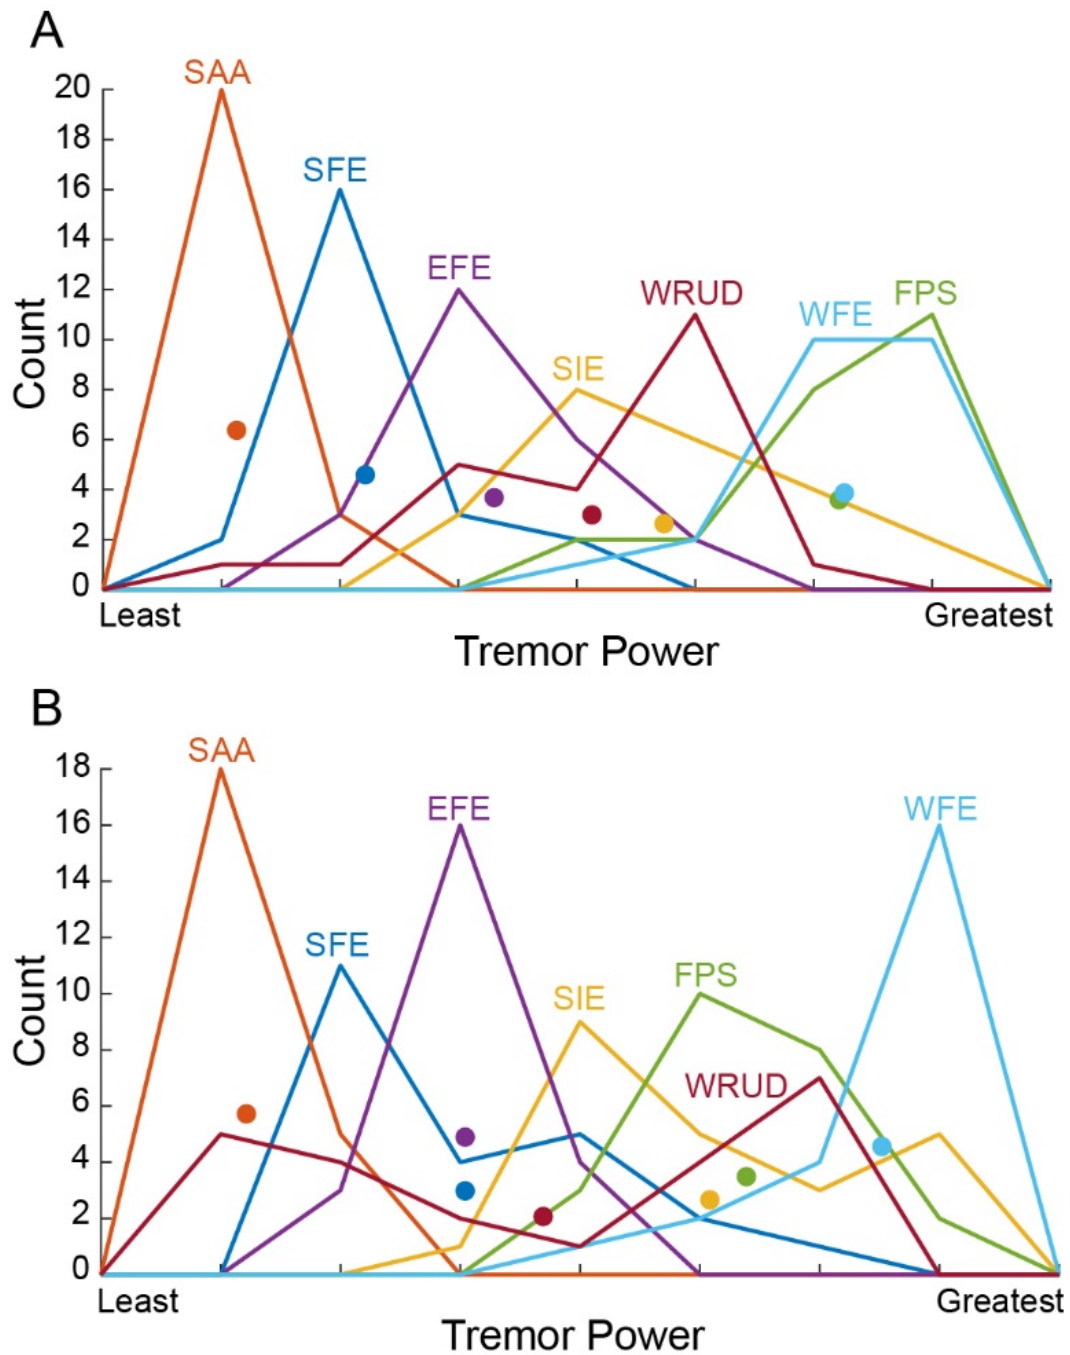 A
SAA
20
18
SFE
16
14
EFE
12
WRUD
FPS
WFE
10
SIE
8
6
4
2
0
Count
Least
Greatest
Tremor Power
B
SAA
18
EFE
WFE
16
14
12
SFE
FPS
10
SIE
8
WRUD
6
4
2
0
Count
Least
Greatest
Tremor Power